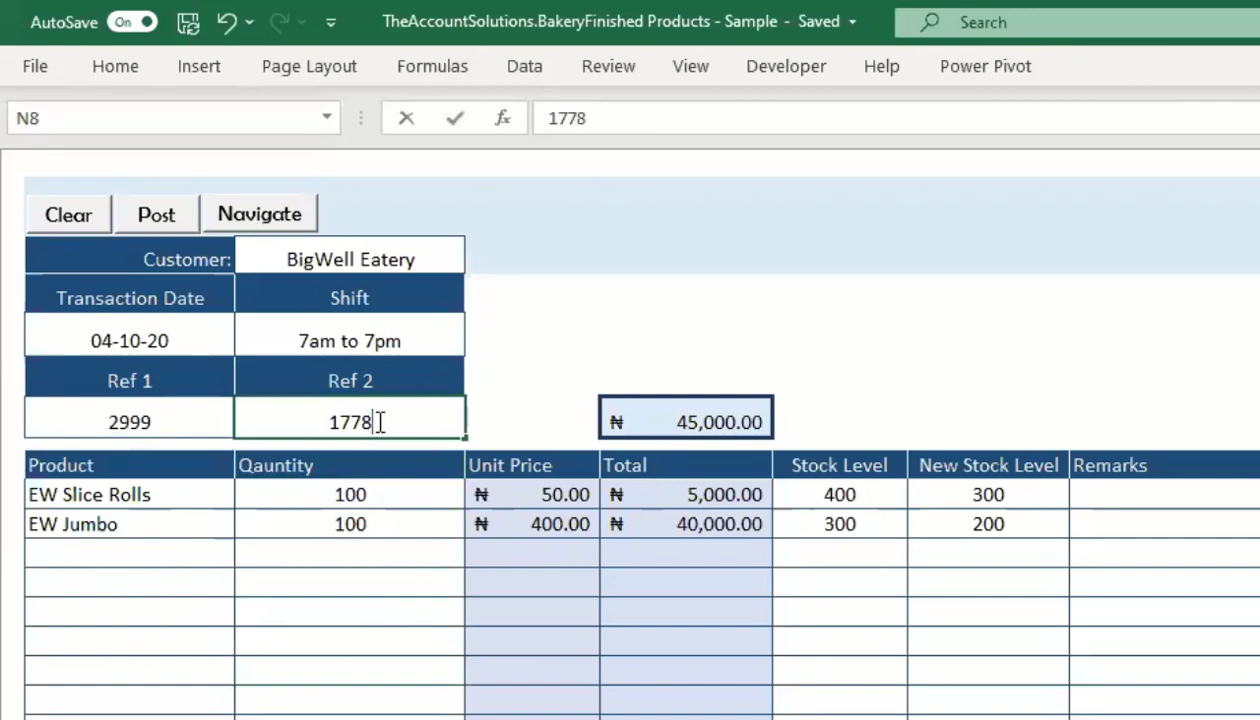 AutoSave On TheAccountSolutions.BakeryFinished Products - Sample - Saved Search
File Home Insert Page Layout Formulas Data Review View Developer Help Power Pivot
N8 fx 1778
Clear Post Navigate
Customer: BigWell Eatery
Transaction Date Shift
04-10-20 7am to 7pm
Ref 1 Ref 2
2999 1778 ₦ 45,000.00
Product Qauntity Unit Price Total Stock Level New Stock Level Remarks
EW Slice Rolls 100 ₦ 50.00 ₦ 5,000.00 400 300
EW Jumbo 100 ₦ 400.00 ₦ 40,000.00 300 200